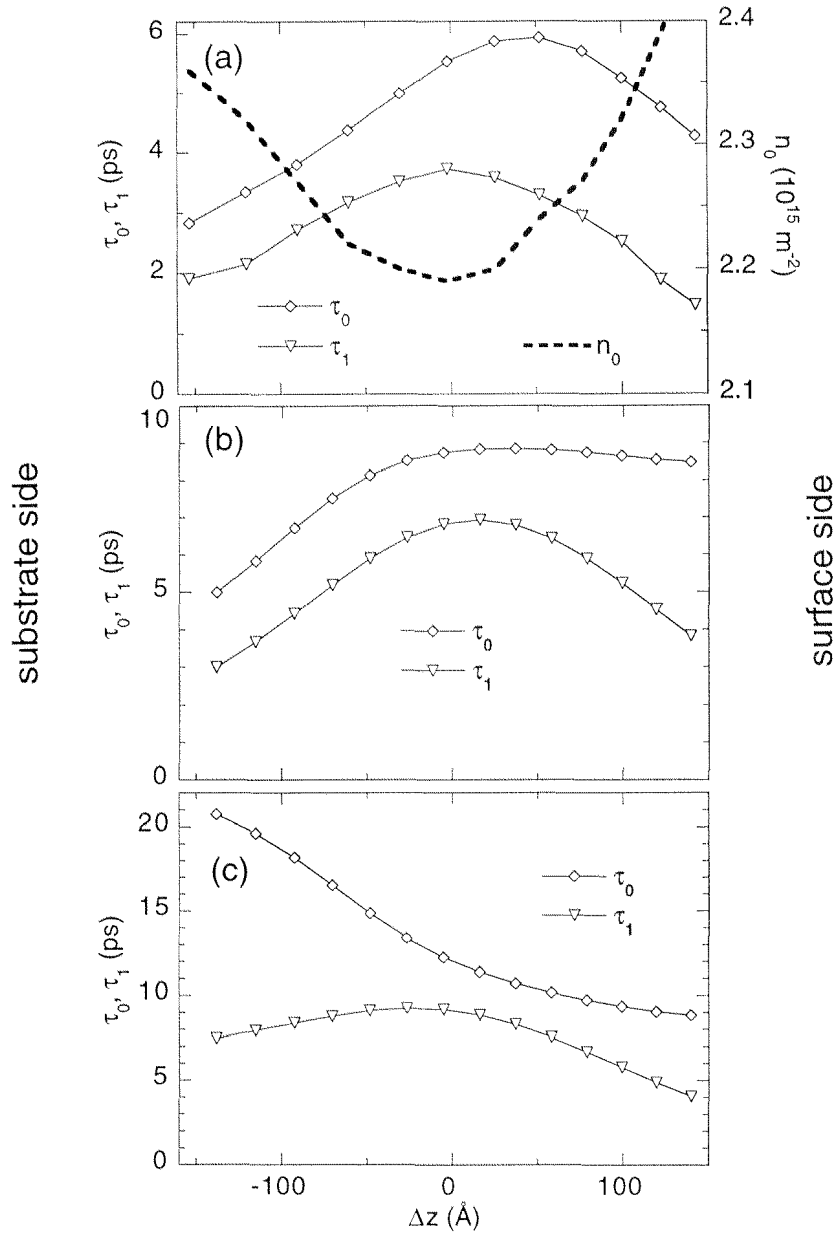 6
4
2
0
τ₀, τ₁ (ps)
(a)
τ₀
τ₁
n₀
2.4
2.3
2.2
2.1
n₀ (10¹⁵ m⁻²)
substrate side
surface side
10
5
0
τ₀, τ₁ (ps)
(b)
τ₀
τ₁
20
15
10
5
0
τ₀, τ₁ (ps)
(c)
τ₀
τ₁
-100
0
100
Δz (Å)